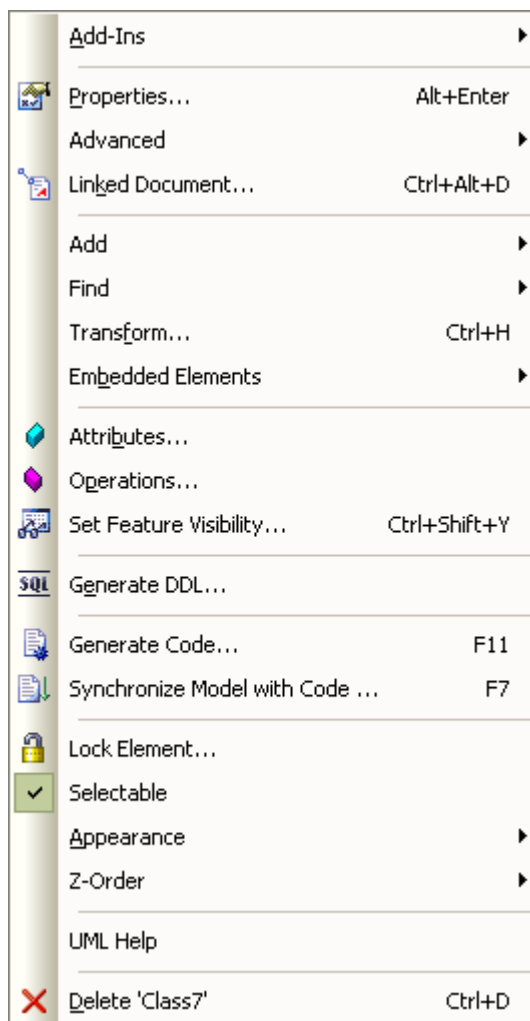 Add-Ins
Properties... Alt+Enter
Advanced
Linked Document... Ctrl+Alt+D
Add
Find
Transform... Ctrl+H
Embedded Elements
Attributes...
Operations...
Set Feature Visibility... Ctrl+Shift+Y
SQL Generate DDL...
Generate Code... F11
Synchronize Model with Code ... F7
Lock Element...
Selectable
Appearance
Z-Order
UML Help
Delete 'Class7' Ctrl+D